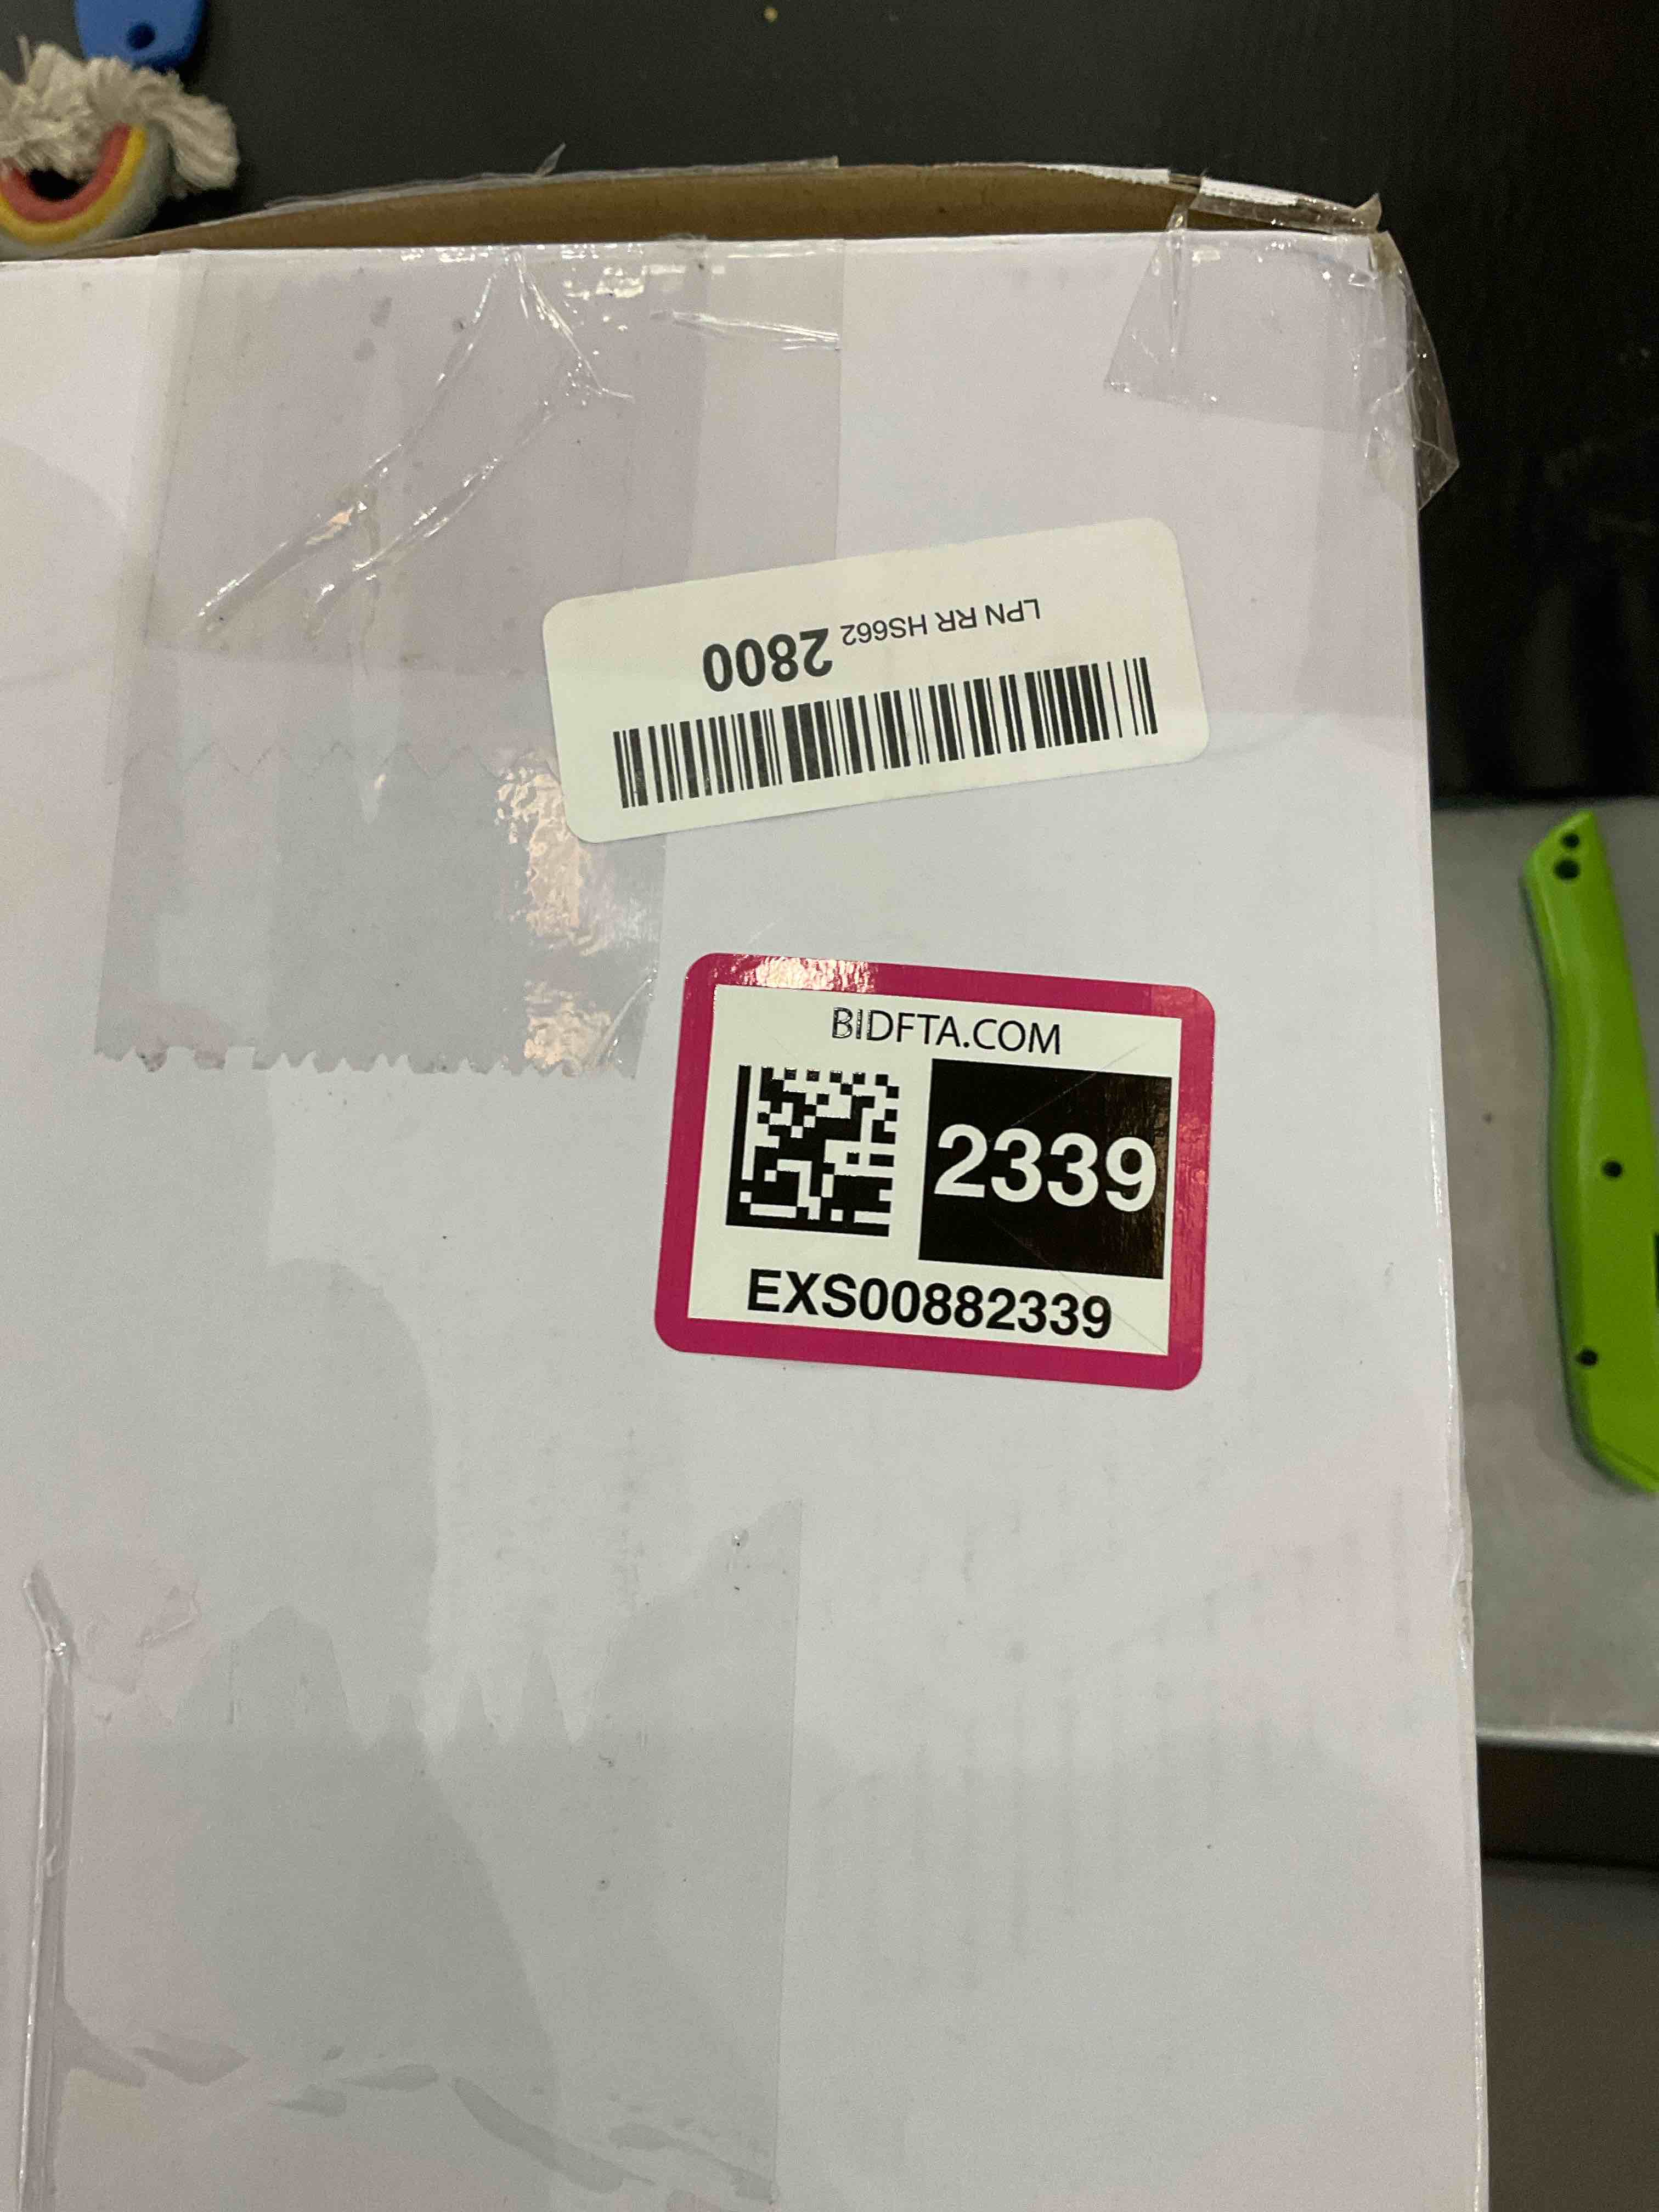 LPN RR HS662 2800
BIDFTA.COM
2339
EXS00882339